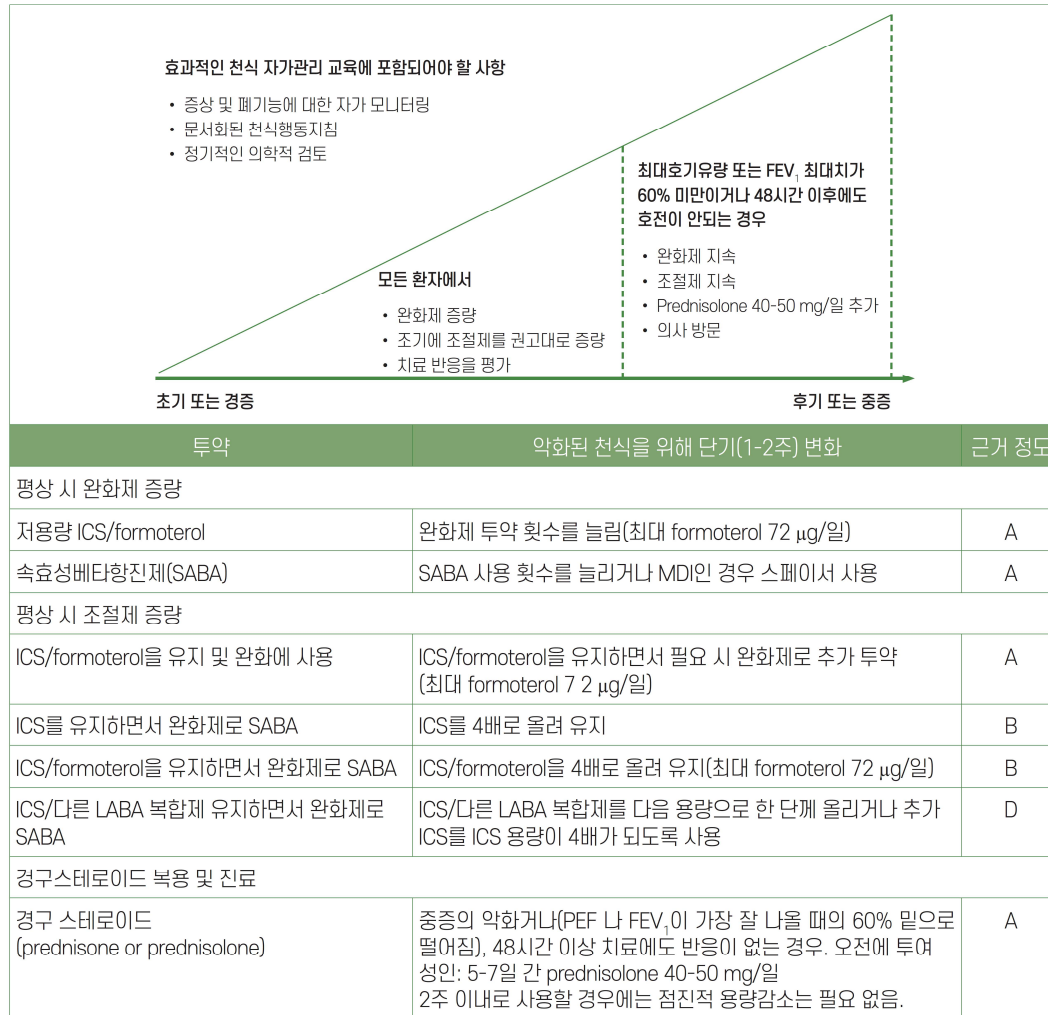 효과적인 천식 자가관리 교육에 포함되어야 할 사항
• 증상 및 폐기능에 대한 자가 모니터링
• 문서화된 천식행동지침
• 정기적인 의학적 검토
최대호기유량 또는 FEV₁ 최대치가
60% 미만이거나 48시간 이후에도
호전이 안되는 경우
• 완화제 지속
• 조절제 지속
• Prednisolone 40-50 mg/일 추가
• 의사 방문
모든 환자에서
• 완화제 증량
• 조기에 조절제를 권고대로 증량
• 치료 반응을 평가
초기 또는 경증
후기 또는 중증
투약 악화된 천식을 위해 단기(1-2주) 변화 근거 정도
평상 시 완화제 증량
저용량 ICS/formoterol 완화제 투약 횟수를 늘림(최대 formoterol 72 μg/일) A
속효성베타항진제(SABA) SABA 사용 횟수를 늘리거나 MDI인 경우 스페이서 사용 A
평상 시 조절제 증량
ICS/formoterol을 유지 및 완화에 사용 ICS/formoterol을 유지하면서 필요 시 완화제로 추가 투약 A
(최대 formoterol 7 2 μg/일)
ICS를 유지하면서 완화제로 SABA ICS를 4배로 올려 유지 B
ICS/formoterol을 유지하면서 완화제로 SABA ICS/formoterol을 4배로 올려 유지(최대 formoterol 72 μg/일) B
ICS/다른 LABA 복합제 유지하면서 완화제로 ICS/다른 LABA 복합제를 다음 용량으로 한 단께 올리거나 추가 D
SABA ICS를 ICS 용량이 4배가 되도록 사용
경구스테로이드 복용 및 진료
경구 스테로이드 중증의 악화거나(PEF 나 FEV₁이 가장 잘 나올 때의 60% 밑으로 A
(prednisone or prednisolone) 떨어짐), 48시간 이상 치료에도 반응이 없는 경우. 오전에 투여
성인: 5-7일 간 prednisolone 40-50 mg/일
2주 이내로 사용할 경우에는 점진적 용량감소는 필요 없음.